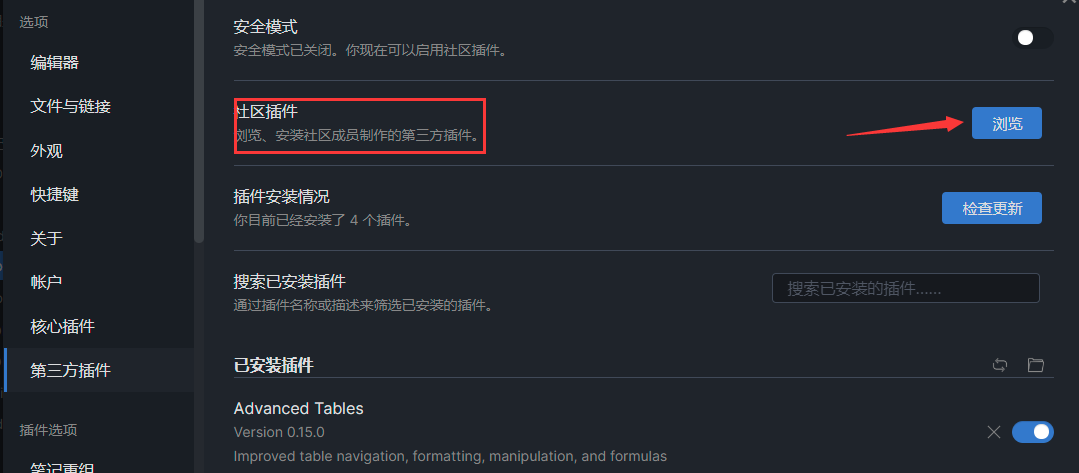 选项
编辑器
文件与链接
外观
快捷键
关于
帐户
核心插件
第三方插件
插件选项
笔记重组
安全模式
安全模式已关闭。你现在可以启用社区插件。
社区插件
浏览、安装社区成员制作的第三方插件。
浏览
插件安装情况
你目前已经安装了 4 个插件。
检查更新
搜索已安装插件
通过插件名称或描述来筛选已安装的插件。
搜索已安装的插件……
已安装插件
Advanced Tables
Version 0.15.0
Improved table navigation, formatting, manipulation, and formulas